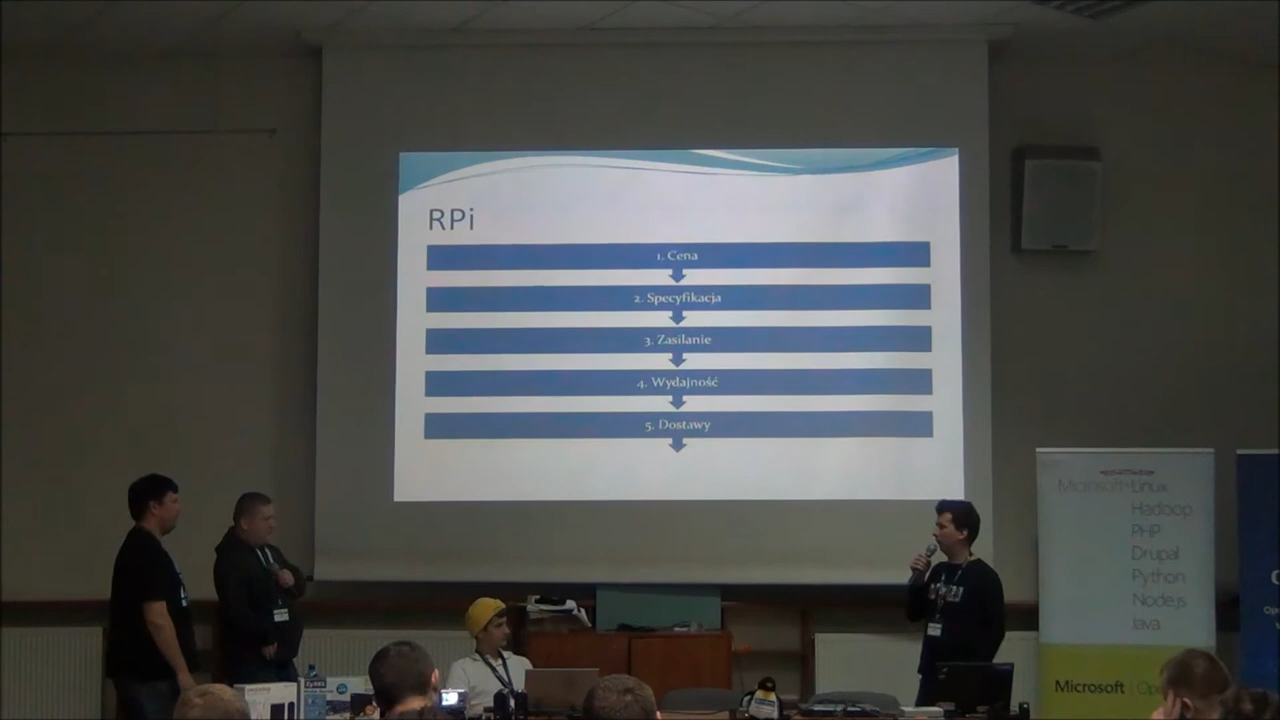 RPi
1. Cena
2. Specyfikacja
3. Zasilanie
4. Wydajność
5. Dostawy
Microsoft+Linux
Hadoop
PHP
Drupal
Python
Node.js
Java
Microsoft
ZyXEL